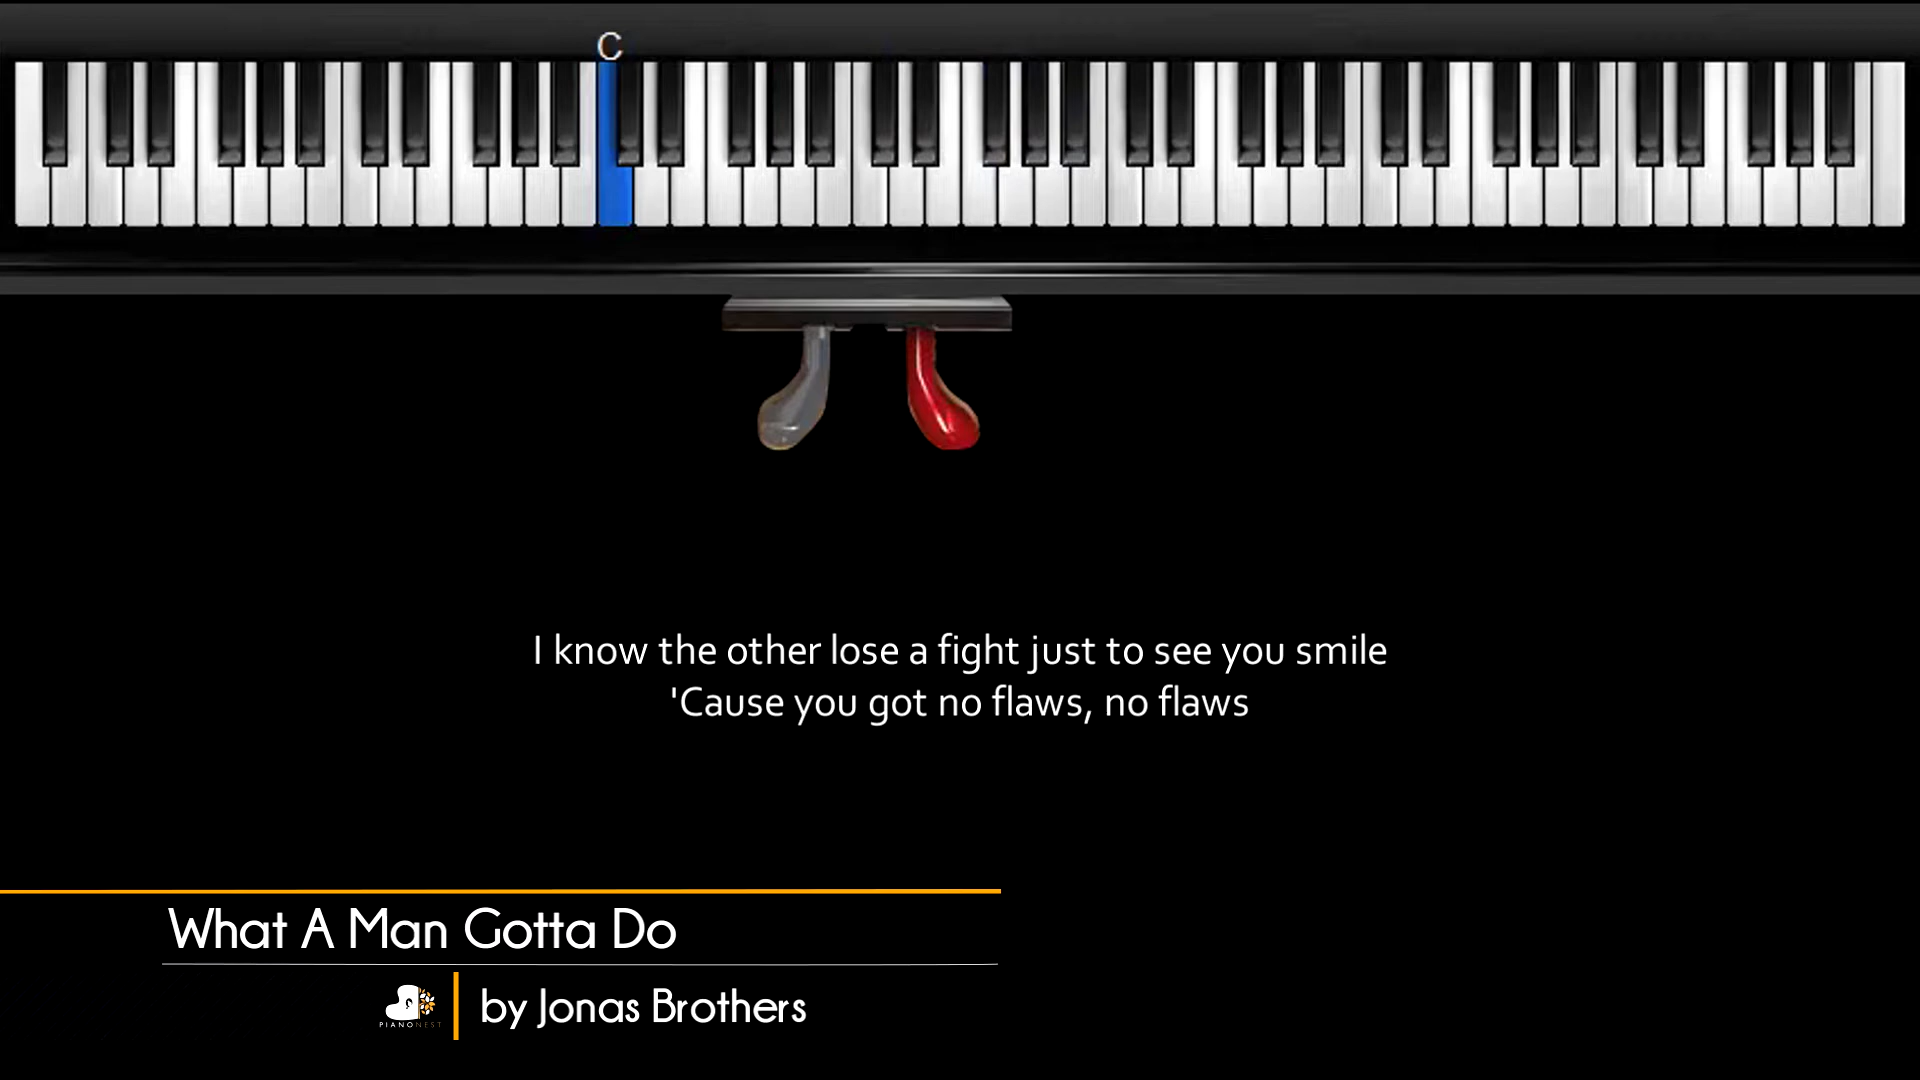 C
I know the other lose a fight just to see you smile
'Cause you got no flaws, no flaws
What A Man Gotta Do
by Jonas Brothers
PIANONEST